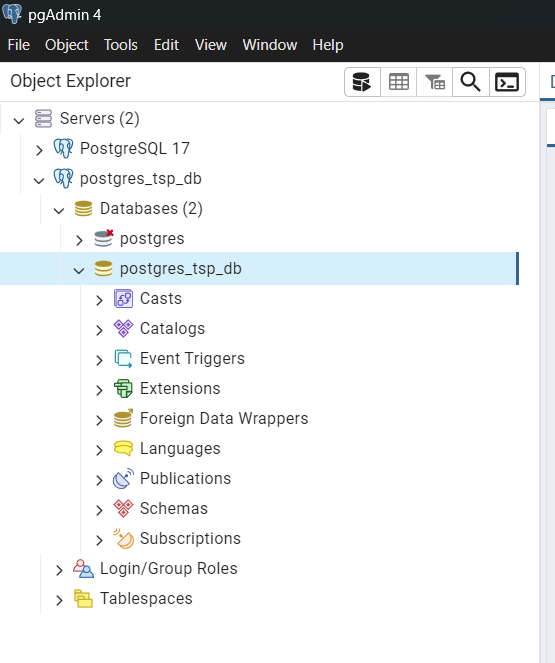 pgAdmin 4
File Object Tools Edit View Window Help
Object Explorer
Servers (2)
PostgreSQL 17
postgres_tsp_db
Databases (2)
postgres
postgres_tsp_db
Casts
Catalogs
Event Triggers
Extensions
Foreign Data Wrappers
Languages
Publications
Schemas
Subscriptions
Login/Group Roles
Tablespaces